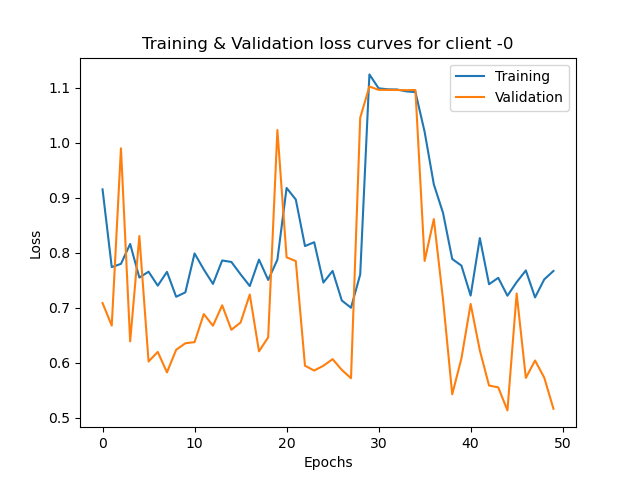 Training & Validation loss curves for client -0
Training
Validation
Loss
1.1
1.0
0.9
0.8
0.7
0.6
0.5
0 10 20 30 40 50
Epochs